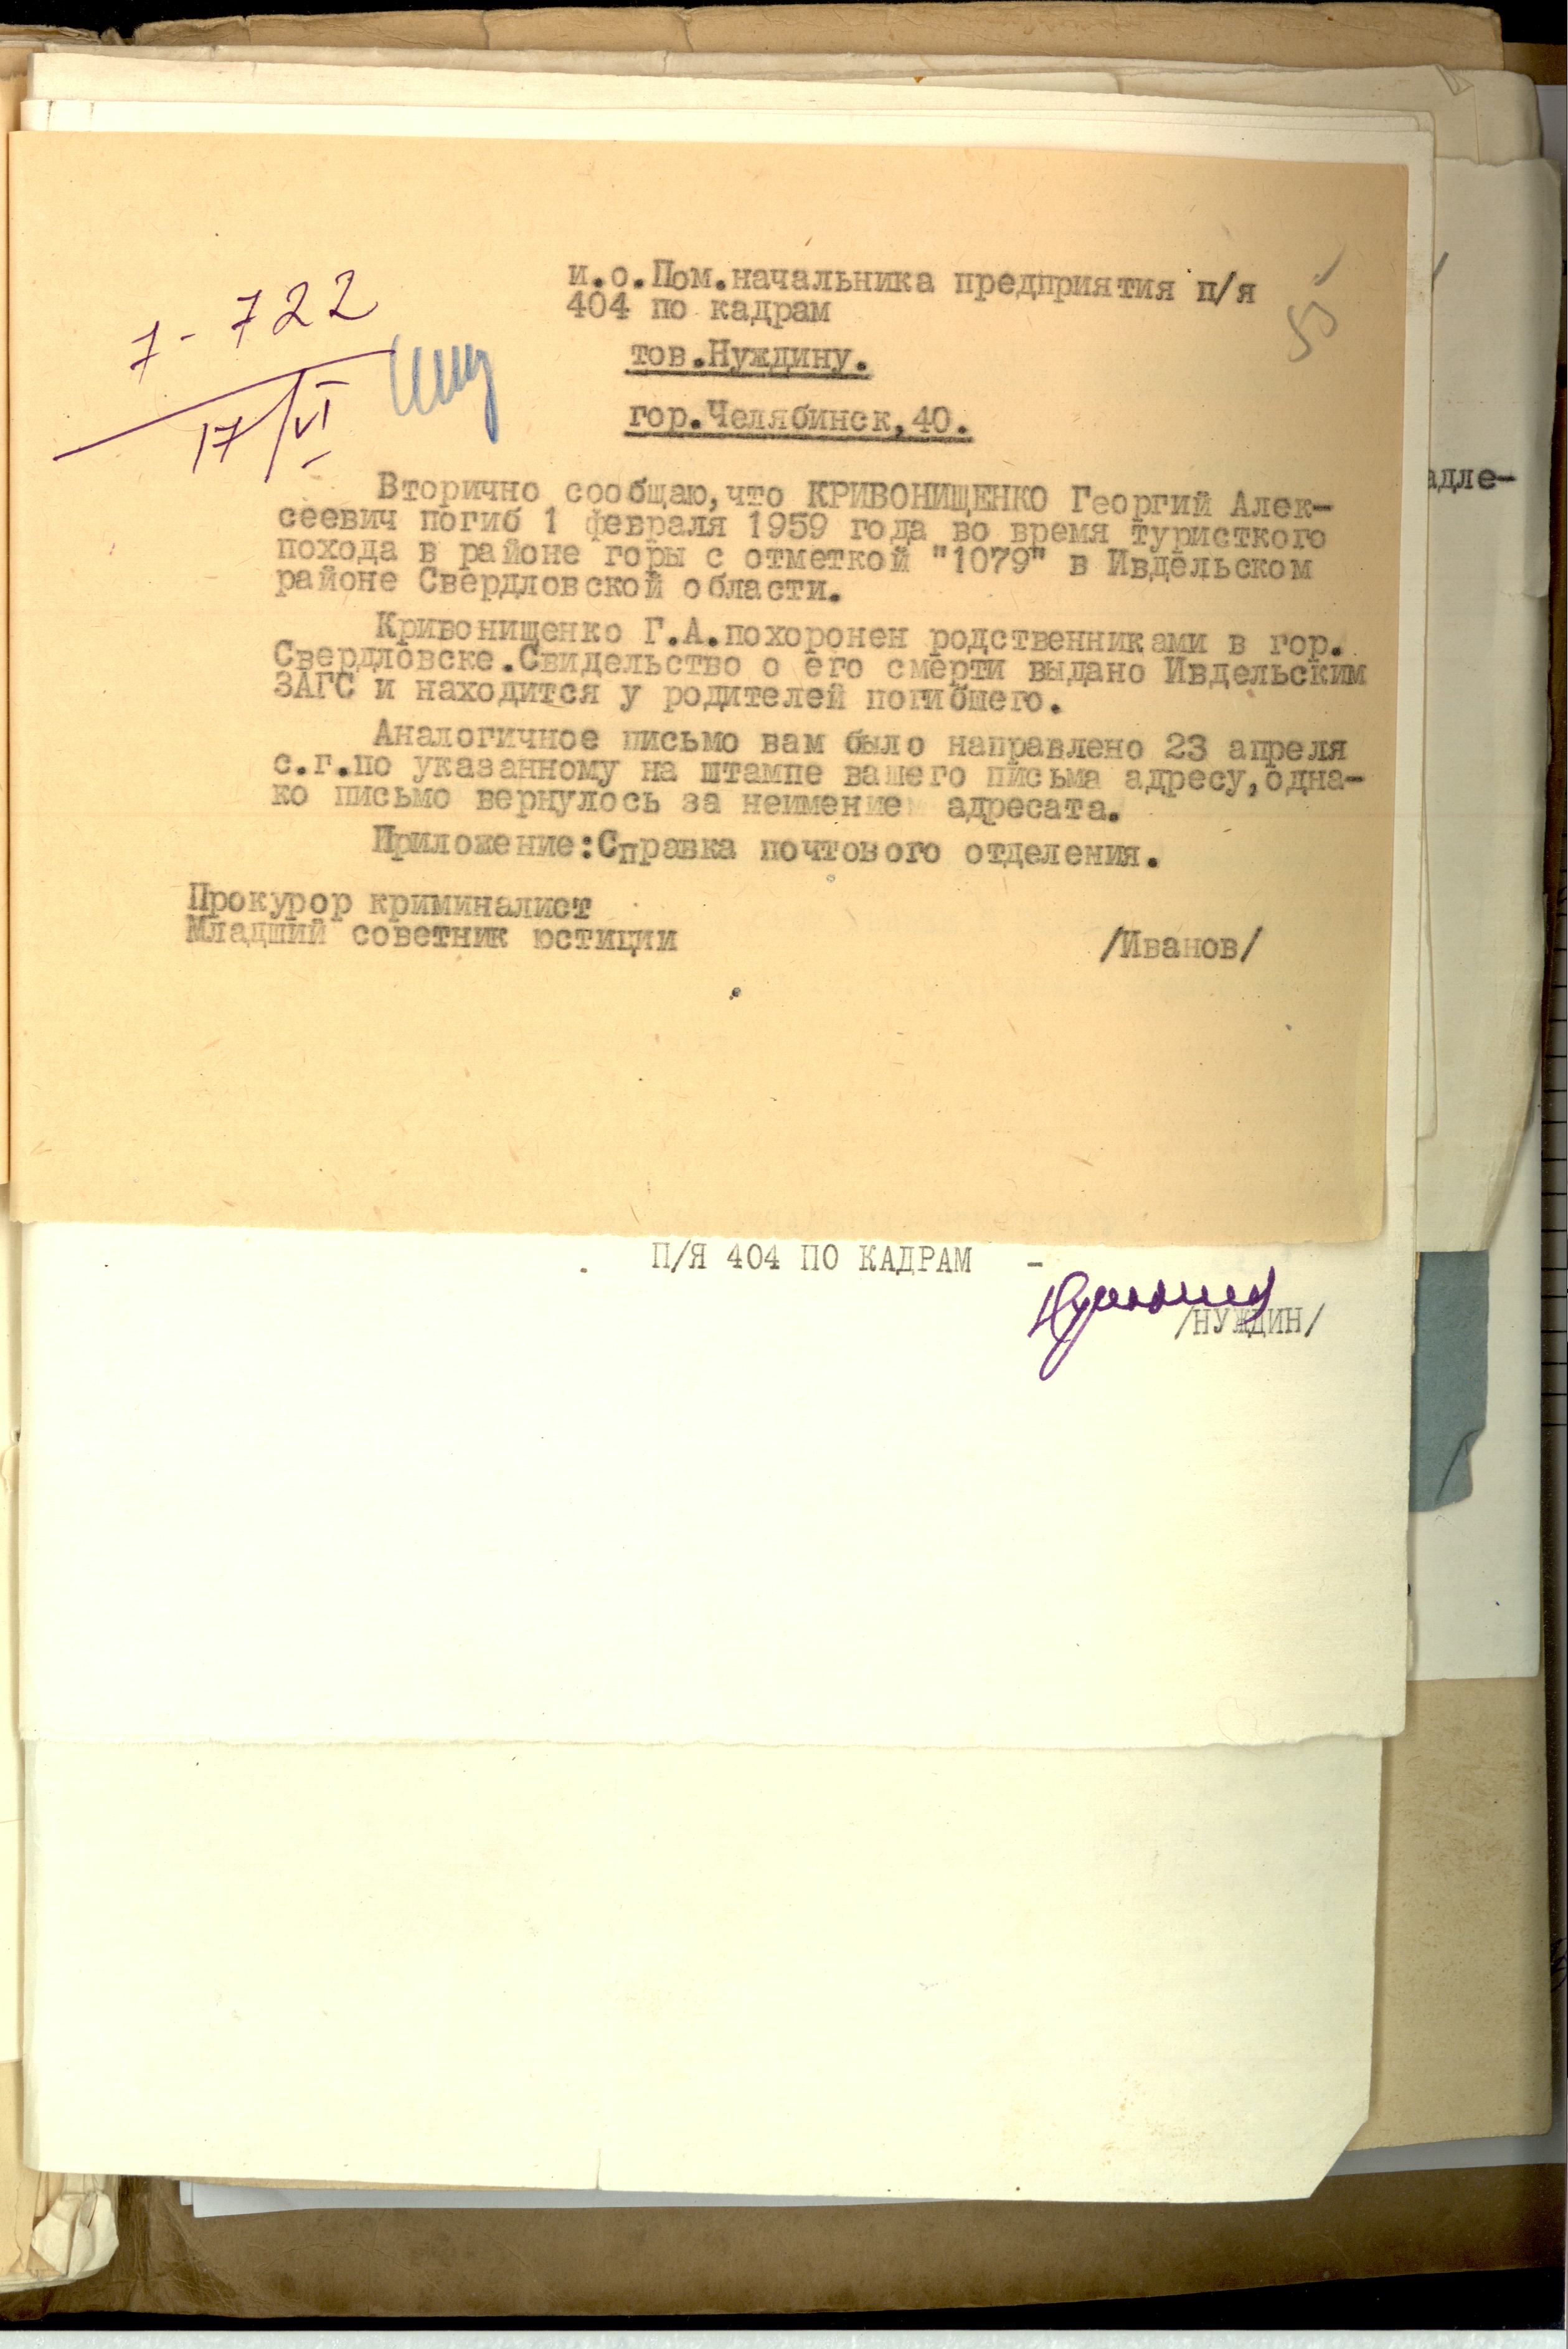 и.о.Пом.начальника предприятия п/я
404 по кадрам
тов.Нуждину.
гор.Челябинск,40.
7-722
17/VI
55
адле-
Вторично сообщаю,что КРИВОНИЩЕНКО Георгий Алек-
сеевич погиб 1 февраля 1959 года во время туристкого
похода в районе горы с отметкой "1079" в Ивдельском
районе Свердловской области.
Кривонищенко Г.А.похоронен родственниками в гор.
Свердловске.Свидельство о его смерти выдано Ивдельским
ЗАГС и находится у родителей погибшего.
Аналогичное письмо вам было направлено 23 апреля
с.г.по указанному на штампе вашего письма адресу,одна-
ко письмо вернулось за неимением адресата.
Приложение:Справка почтового отделения.
Прокурор криминалист
Младший советник юстиции /Иванов/
П/Я 404 ПО КАДРАМ -
/НУЖДИН/